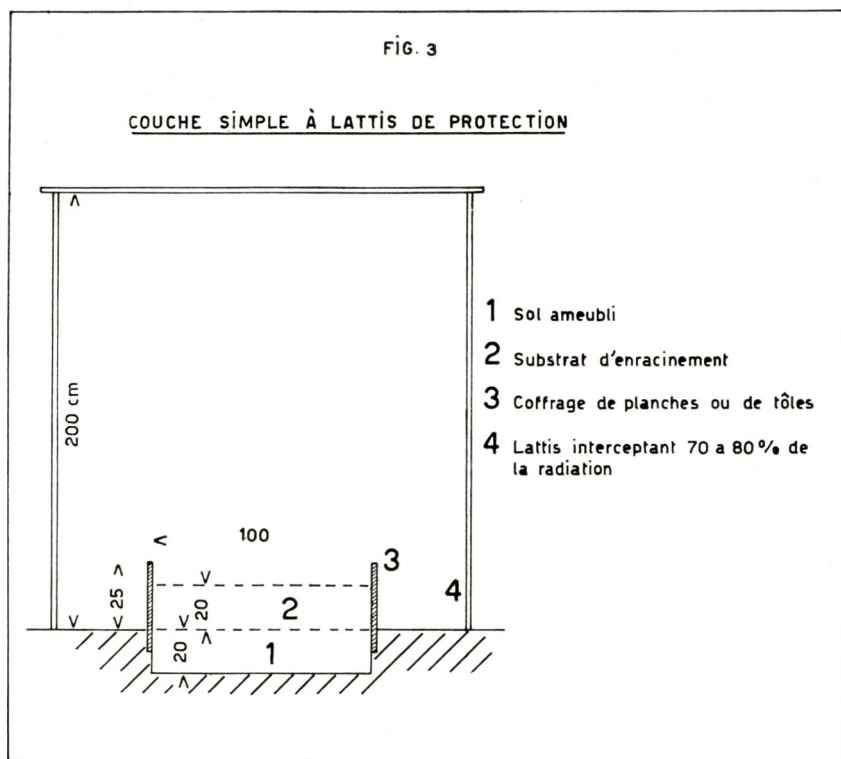 FIG. 3
COUCHE SIMPLE À LATTIS DE PROTECTION
1 Sol ameubli
2 Substrat d'enracinement
3 Coffrage de planches ou de tôles
4 Lattis interceptant 70 a 80% de
la radiation
200 cm
100
25
20
20
1
2
3
4